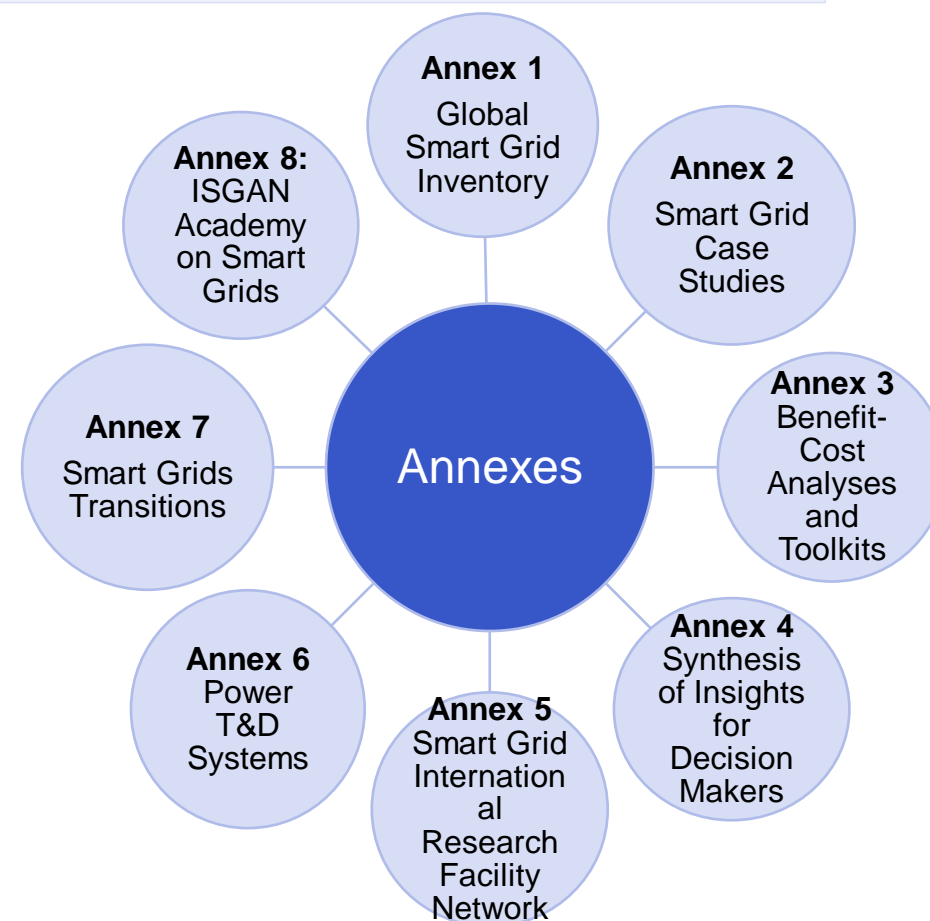 Annex 1
Global
Smart Grid
Inventory
Annex 2
Smart Grid
Case
Studies
Annex 3
Benefit-
Cost
Analyses
and
Toolkits
Annex 4
Synthesis
of Insights
for
Decision
Makers
Annex 5
Smart Grid
Internation
al
Research
Facility
Network
Annex 6
Power
T&D
Systems
Annex 7
Smart Grids
Transitions
Annex 8:
ISGAN
Academy
on Smart
Grids
Annexes